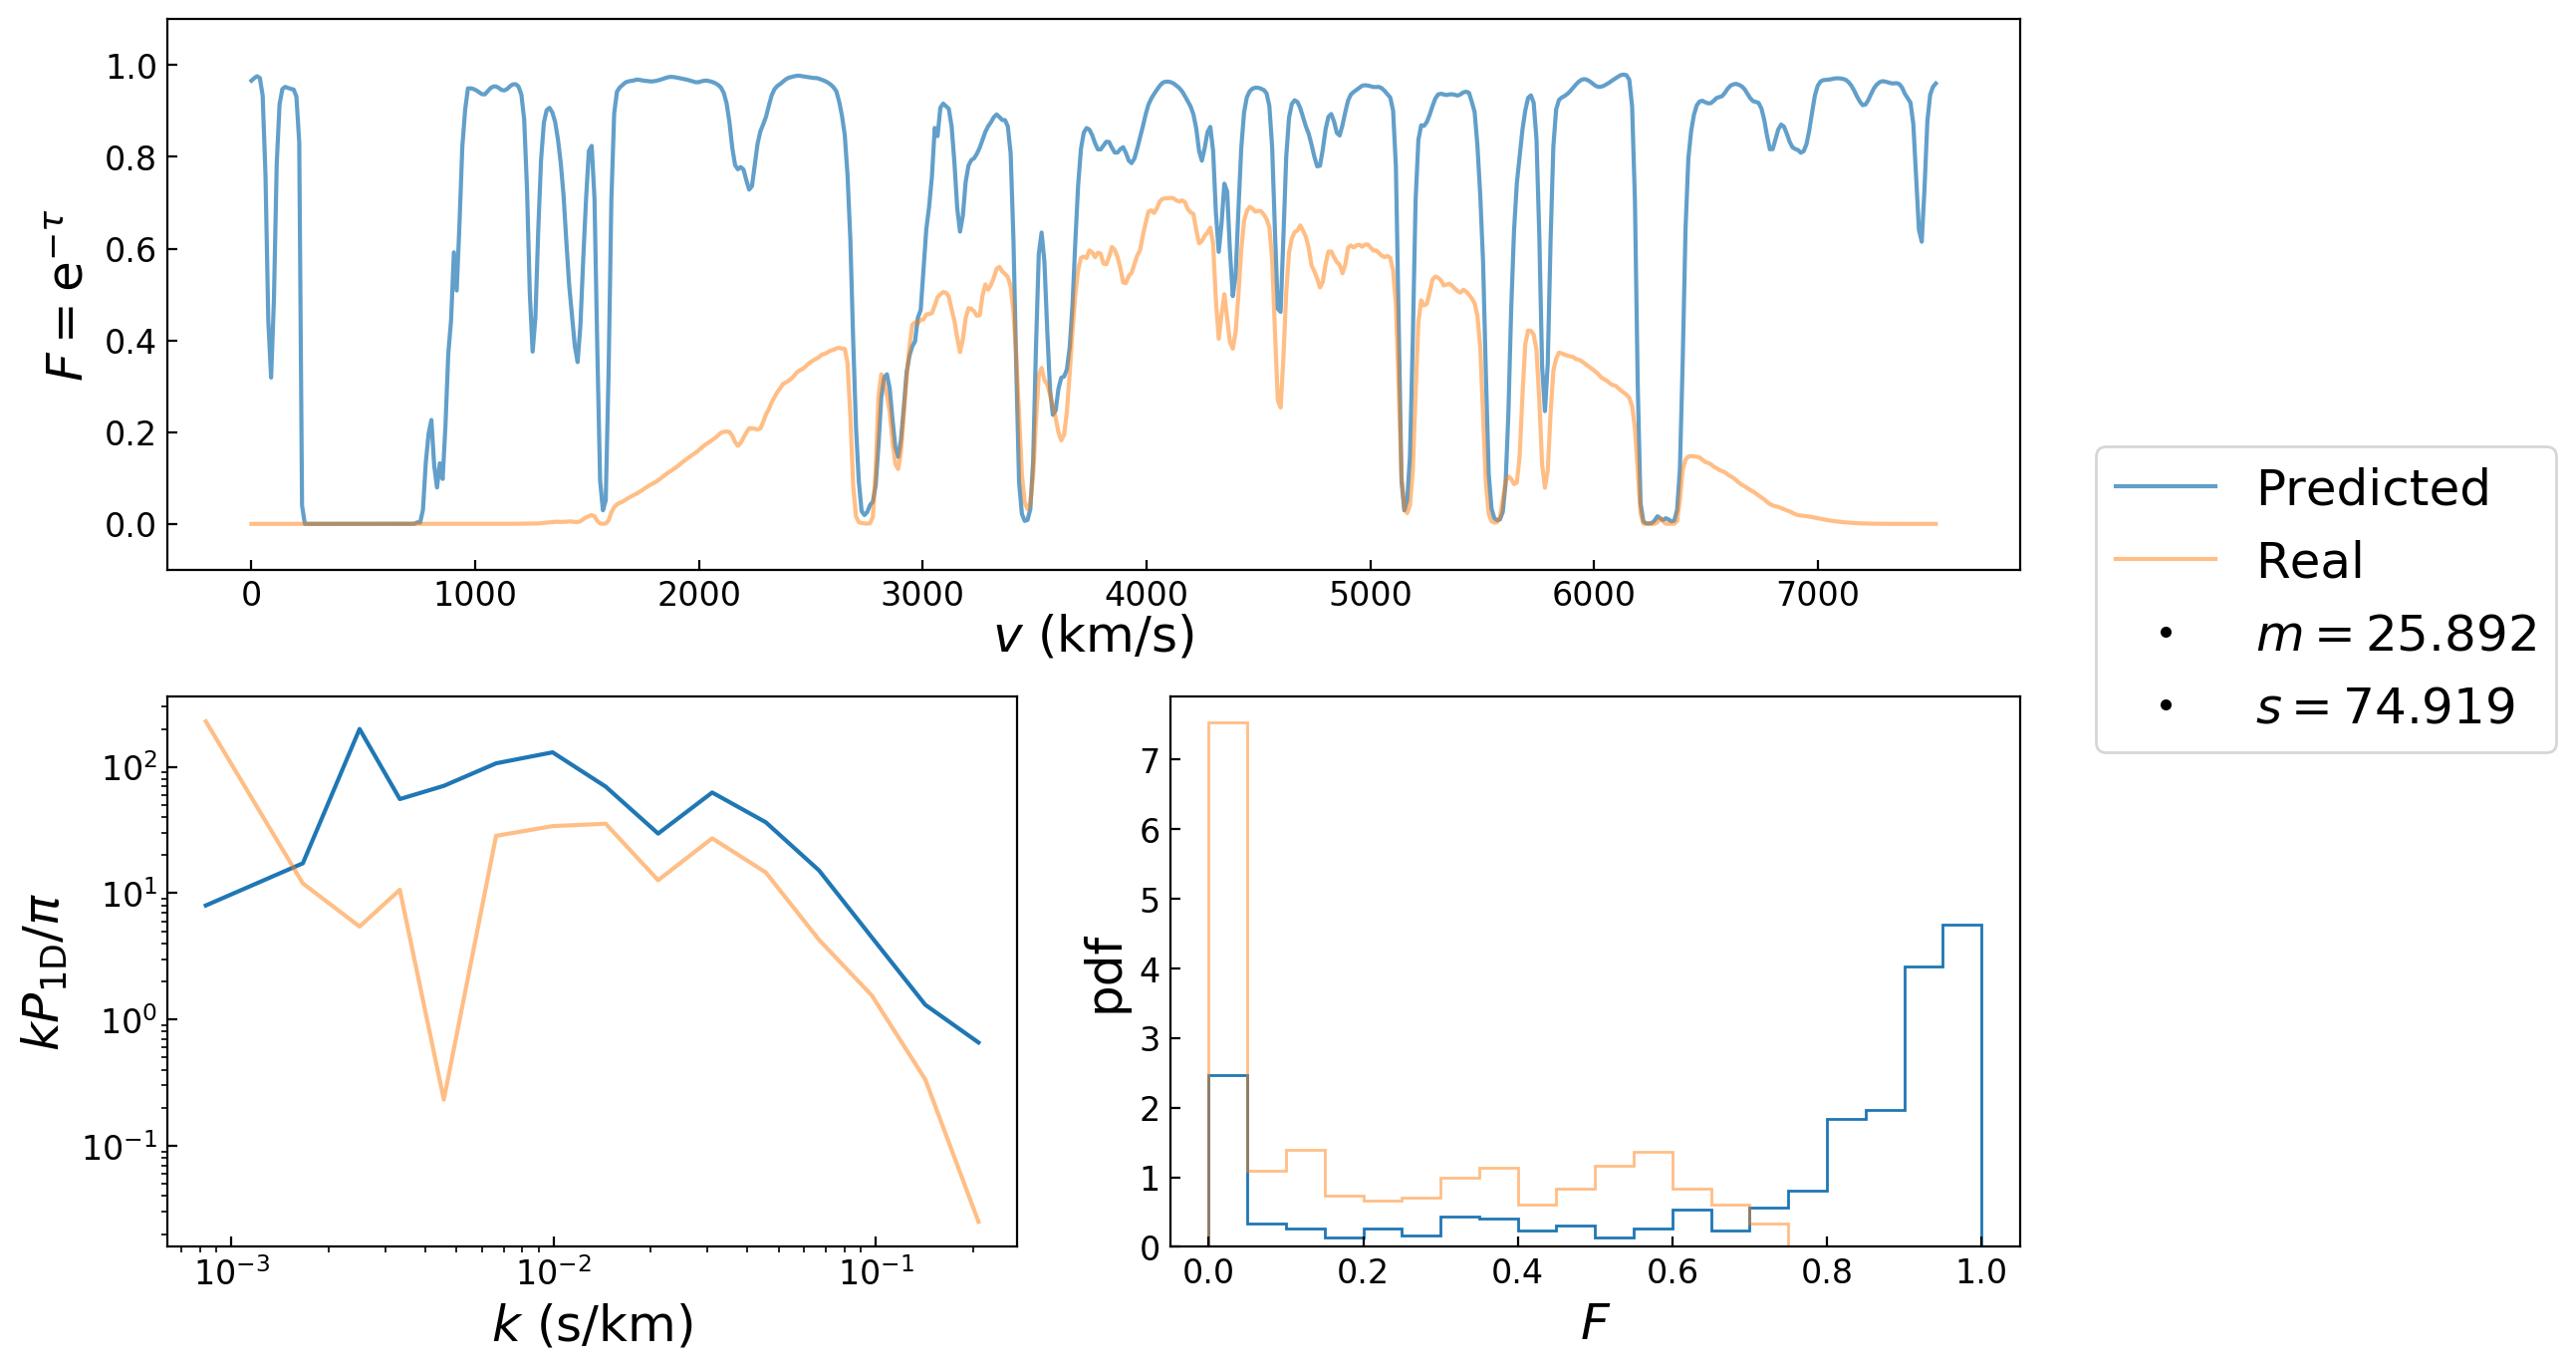 F = e^{-τ}
1.0
0.8
0.6
0.4
0.2
0.0
0 1000 2000 3000 4000 5000 6000 7000
v (km/s)
Predicted
Real
m = 25.892
s = 74.919
kP_{1D}/π
10^{2}
10^{1}
10^{0}
10^{-1}
10^{-3} 10^{-2} 10^{-1}
k (s/km)
pdf
7
6
5
4
3
2
1
0
0.0 0.2 0.4 0.6 0.8 1.0
F